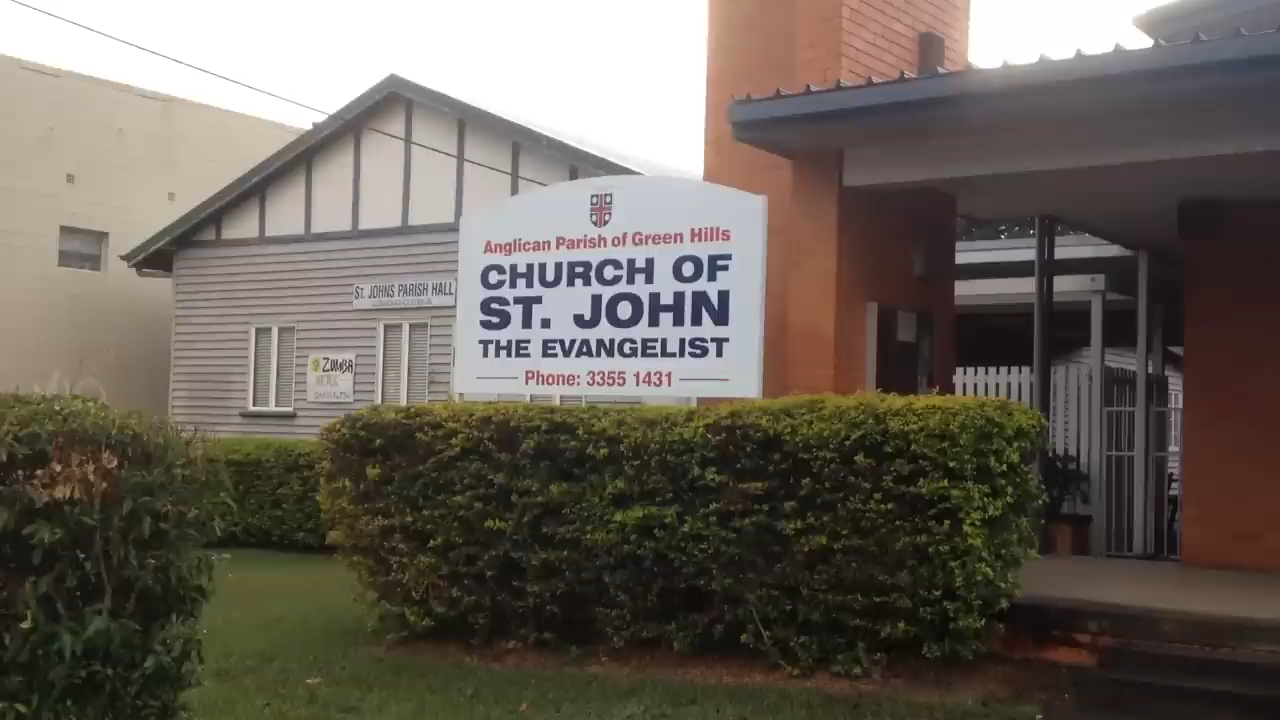 Anglican Parish of Green Hills
CHURCH OF
ST. JOHN
THE EVANGELIST
Phone: 3355 1431
ST. JOHNS PARISH HALL
ZUMBA